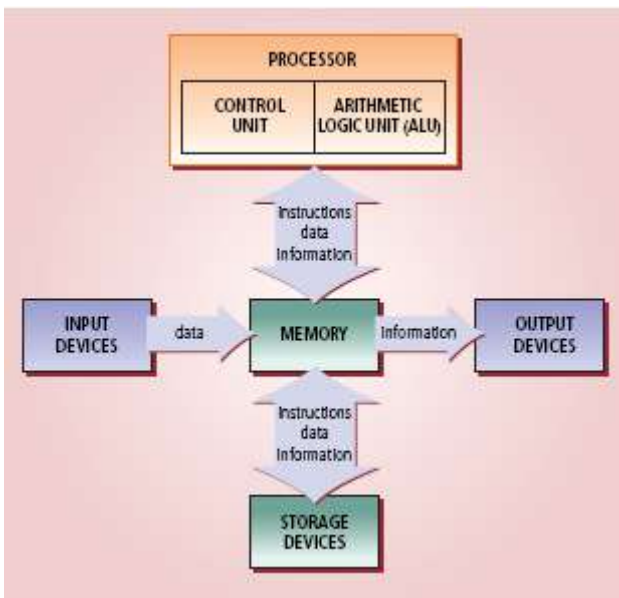 PROCESSOR
CONTROL
UNIT
ARITHMETIC
LOGIC UNIT (ALU)
Instructions
data
Information
INPUT
DEVICES
data
MEMORY
Information
OUTPUT
DEVICES
Instructions
data
Information
STORAGE
DEVICES